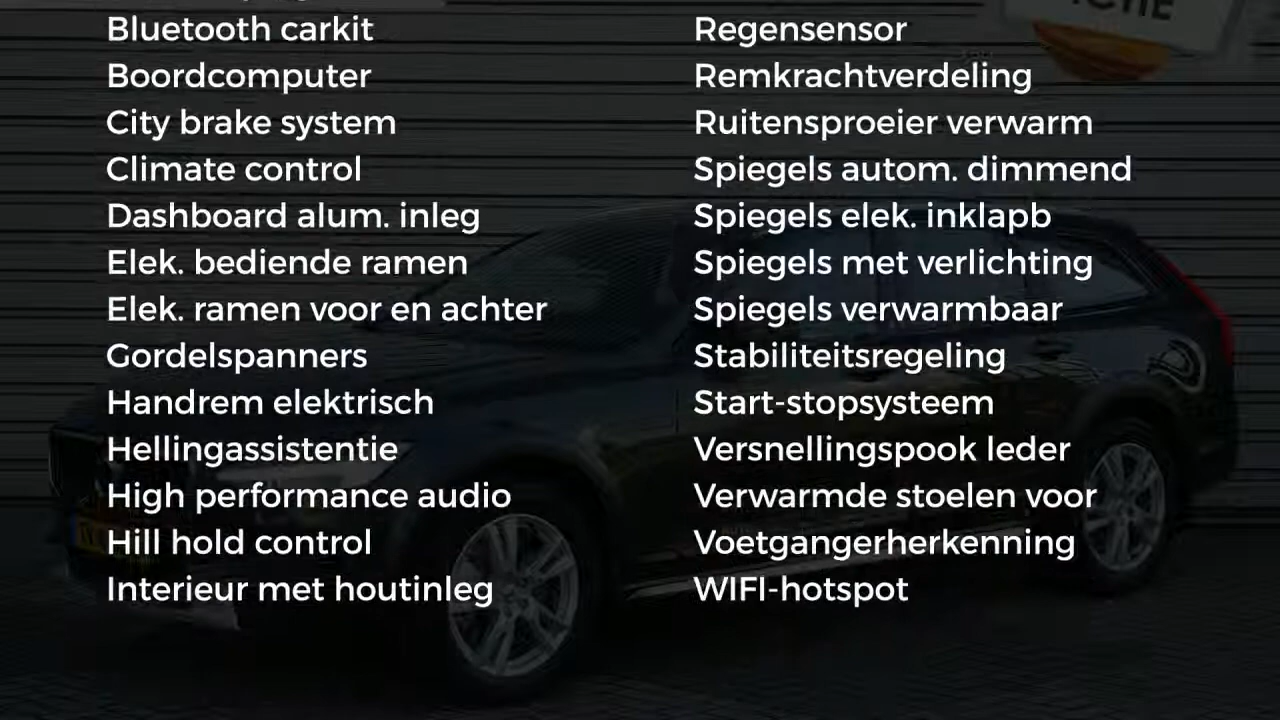 Bluetooth carkit
Boordcomputer
City brake system
Climate control
Dashboard alum. inleg
Elek. bediende ramen
Elek. ramen voor en achter
Gordelspanners
Handrem elektrisch
Hellingassistentie
High performance audio
Hill hold control
Interieur met houtinleg
Regensensor
Remkrachtverdeling
Ruitensproeier verwarm
Spiegels autom. dimmend
Spiegels elek. inklapb
Spiegels met verlichting
Spiegels verwarmbaar
Stabiliteitsregeling
Start-stopsysteem
Versnellingspook leder
Verwarmde stoelen voor
Voetgangerherkenning
WIFI-hotspot